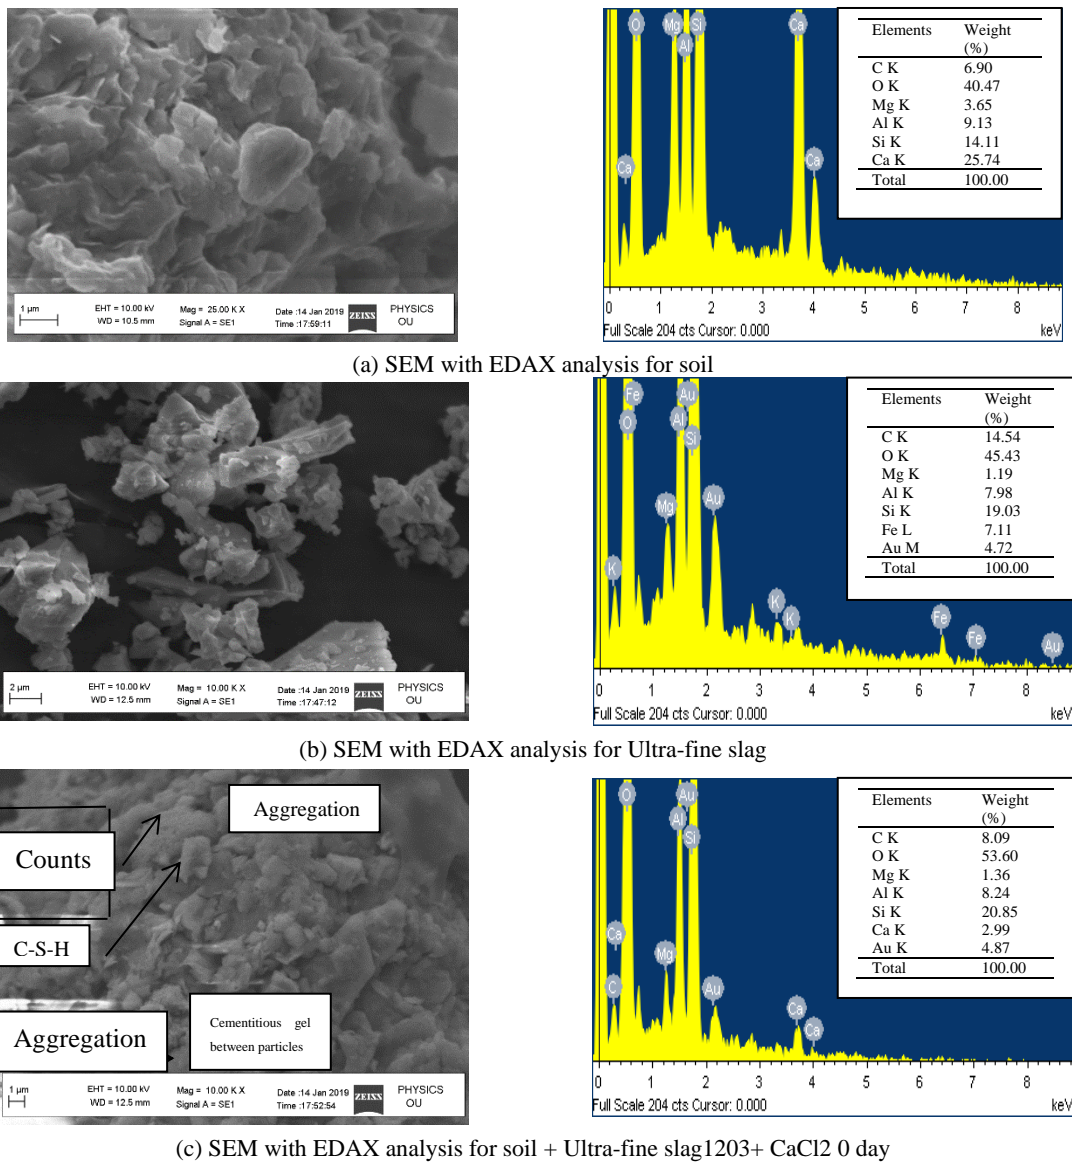 1 µm
EHT = 10.00 kV
WD = 10.5 mm
Mag = 25.00 K X
Signal A = SE1
Date :14 Jan 2019
Time :17:59:11
ZEISS
PHYSICS
OU
O
Mg
Si
Al
Ca
Ca
Ca
Elements Weight
(%)
C K 6.90
O K 40.47
Mg K 3.65
Al K 9.13
Si K 14.11
Ca K 25.74
Total 100.00
0 1 2 3 4 5 6 7 8
Full Scale 204 cts Cursor: 0.000 keV
(a) SEM with EDAX analysis for soil
2 µm
EHT = 10.00 kV
WD = 12.5 mm
Mag = 10.00 K X
Signal A = SE1
Date :14 Jan 2019
Time :17:47:12
ZEISS
PHYSICS
OU
Fe
O
Au
Al
Si
Mg
Au
K
K
K
Fe
Fe
Au
Elements Weight
(%)
C K 14.54
O K 45.43
Mg K 1.19
Al K 7.98
Si K 19.03
Fe L 7.11
Au M 4.72
Total 100.00
0 1 2 3 4 5 6 7 8
Full Scale 204 cts Cursor: 0.000 keV
(b) SEM with EDAX analysis for Ultra-fine slag
Aggregation
Counts
C-S-H
Aggregation
Cementitious gel
between particles
1 µm
EHT = 10.00 kV
WD = 12.5 mm
Mag = 10.00 K X
Signal A = SE1
Date :14 Jan 2019
Time :17:52:54
ZEISS
PHYSICS
OU
O
Au
Al
Si
Ca
Mg
C
Au
Ca
Ca
Elements Weight
(%)
C K 8.09
O K 53.60
Mg K 1.36
Al K 8.24
Si K 20.85
Ca K 2.99
Au K 4.87
Total 100.00
0 1 2 3 4 5 6 7 8
Full Scale 204 cts Cursor: 0.000 keV
(c) SEM with EDAX analysis for soil + Ultra-fine slag1203+ CaCl2 0 day